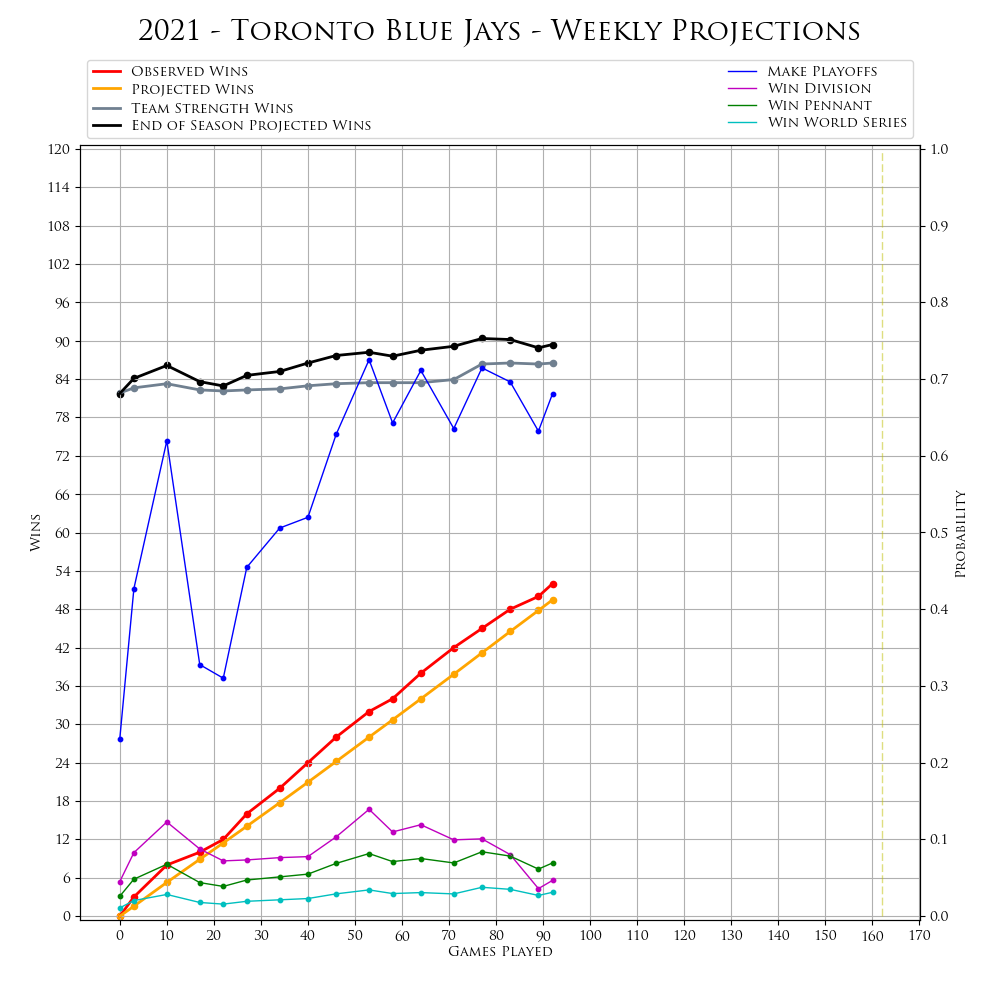 2021 - Toronto Blue Jays - Weekly Projections
Observed Wins
Projected Wins
Team Strength Wins
End of Season Projected Wins
Make Playoffs
Win Division
Win Pennant
Win World Series
120
114
108
102
96
90
84
78
72
66
60
54
48
42
36
30
24
18
12
6
0
Wins
1.0
0.9
0.8
0.7
0.6
0.5
0.4
0.3
0.2
0.1
0.0
Probability
0 10 20 30 40 50 60 70 80 90 100 110 120 130 140 150 160 170
Games Played